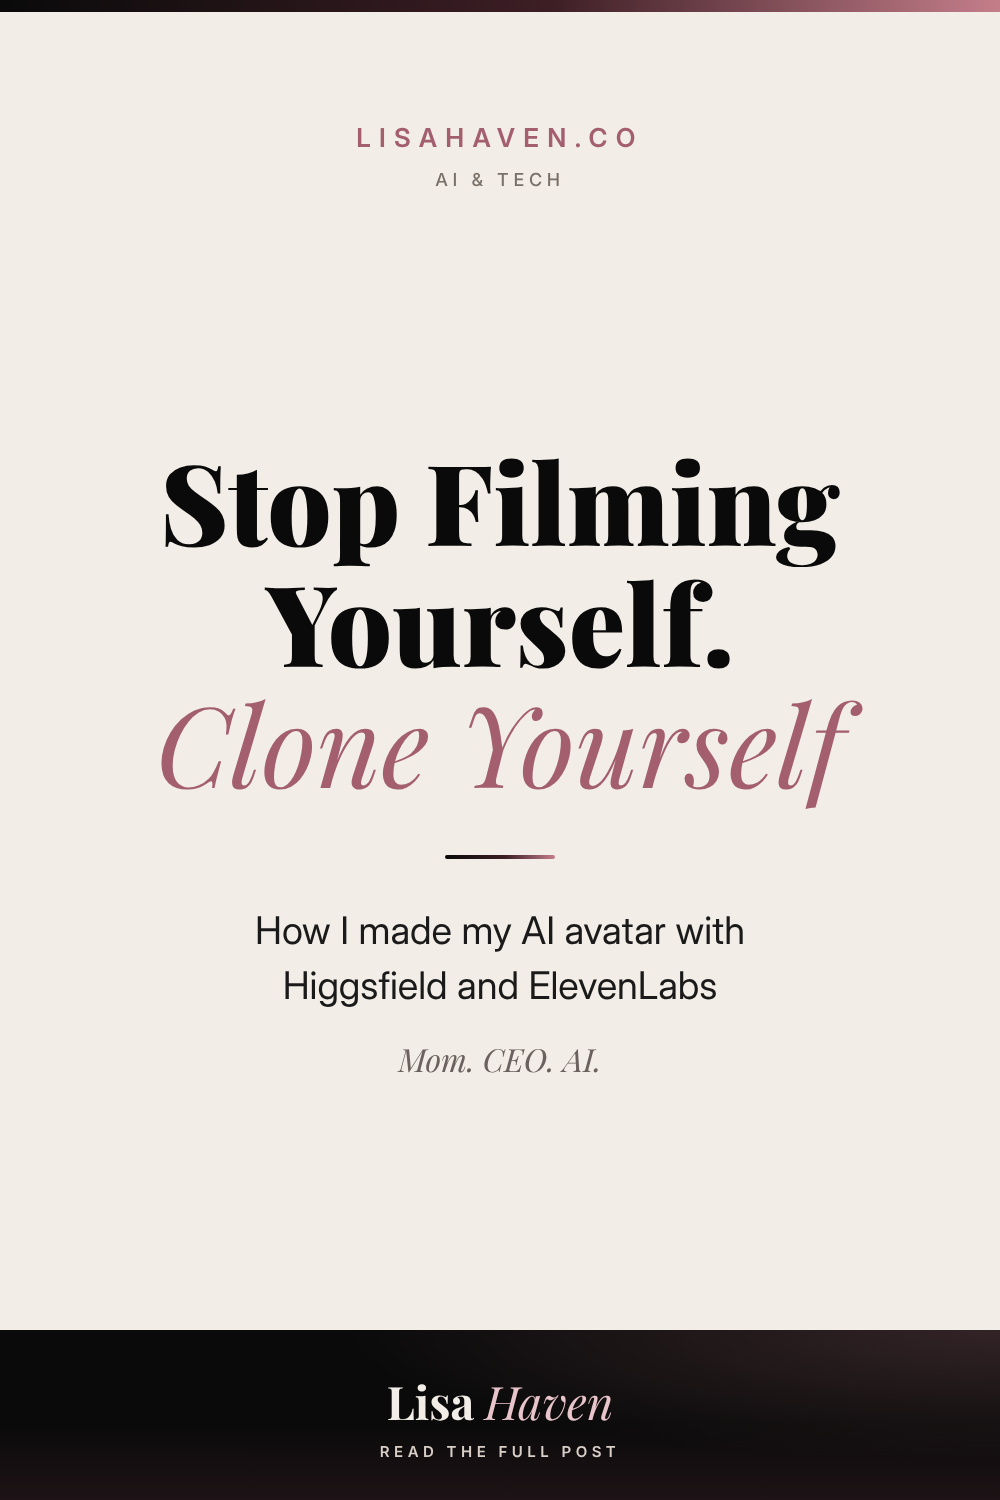 LISAHAVEN.CO
AI & TECH
Stop Filming
Yourself.
Clone Yourself
How I made my AI avatar with
Higgsfield and ElevenLabs
Mom. CEO. AI.
Lisa Haven
READ THE FULL POST